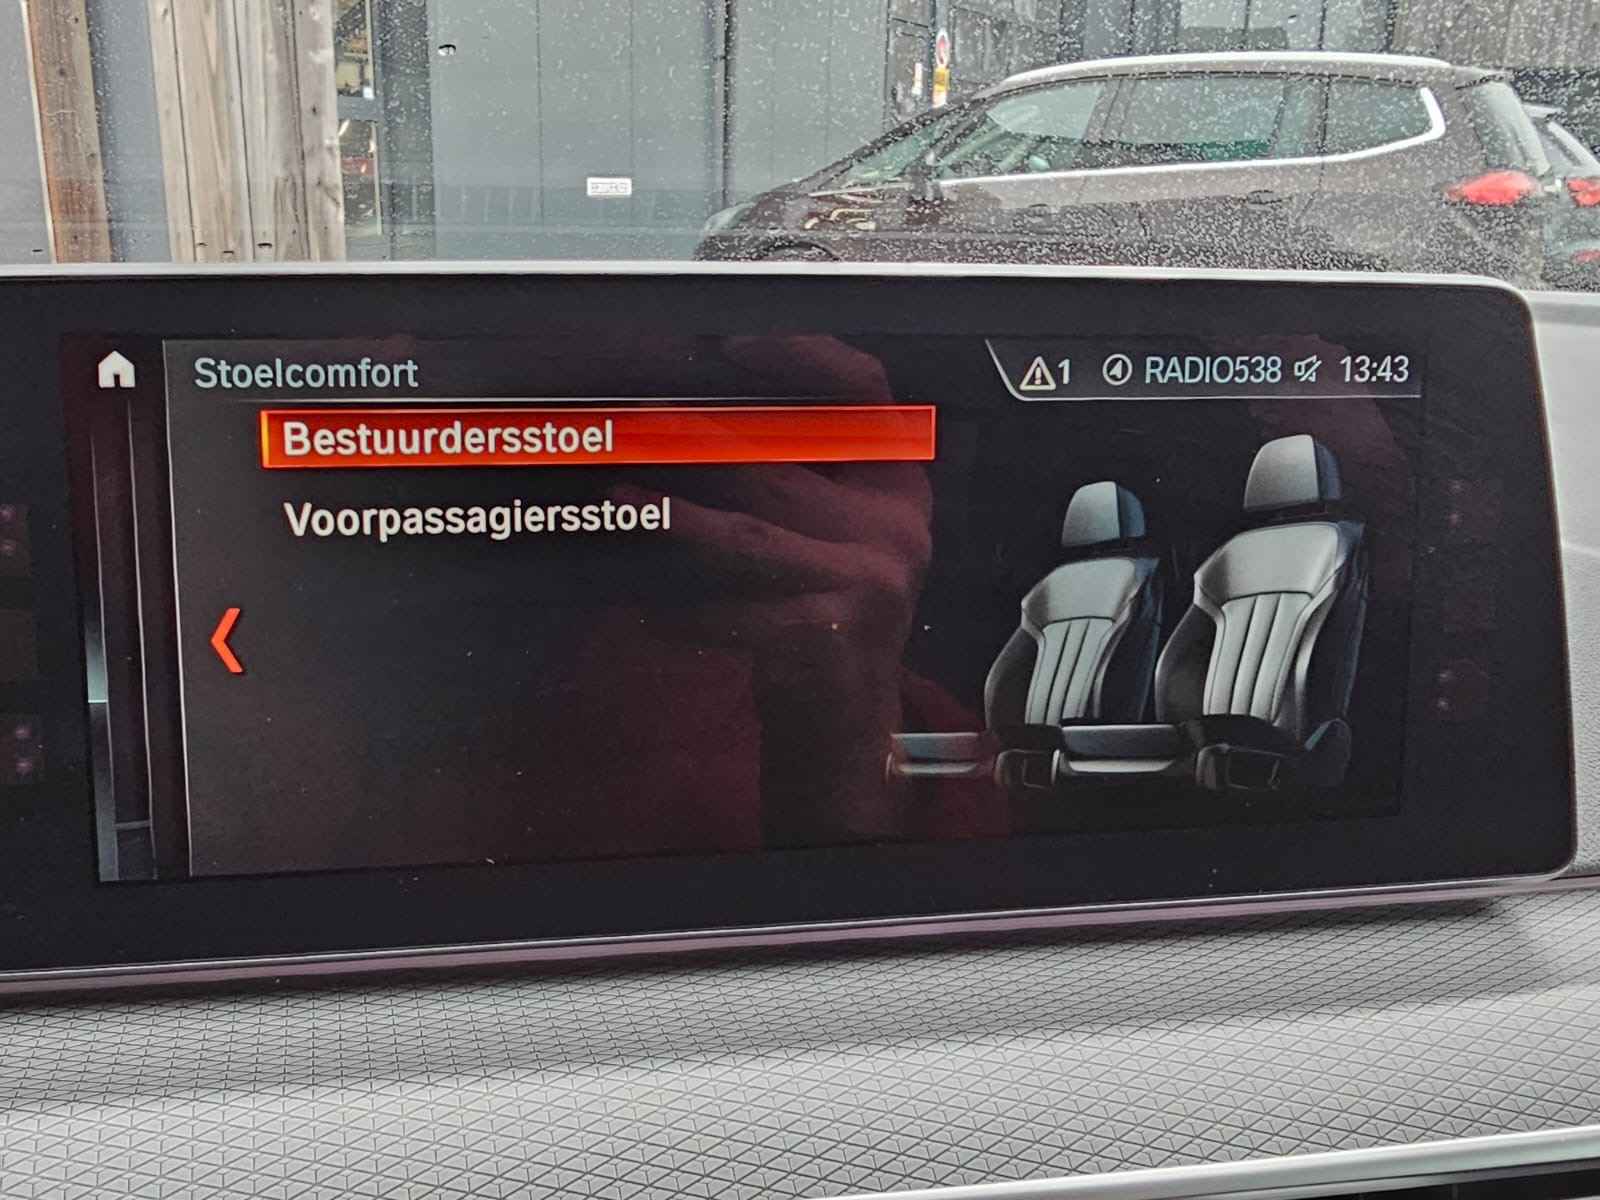 Stoelcomfort
1 RADIO538 13:43
Bestuurdersstoel
Voorpassagiersstoel